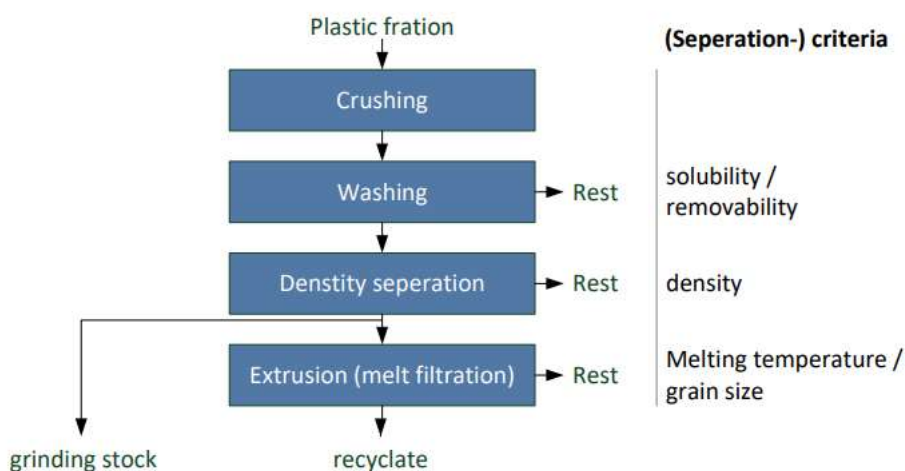 Plastic fration
(Seperation-) criteria
Crushing
Washing
Rest
solubility /
removability
Denstity seperation
Rest
density
Extrusion (melt filtration)
Rest
Melting temperature /
grain size
grinding stock
recyclate